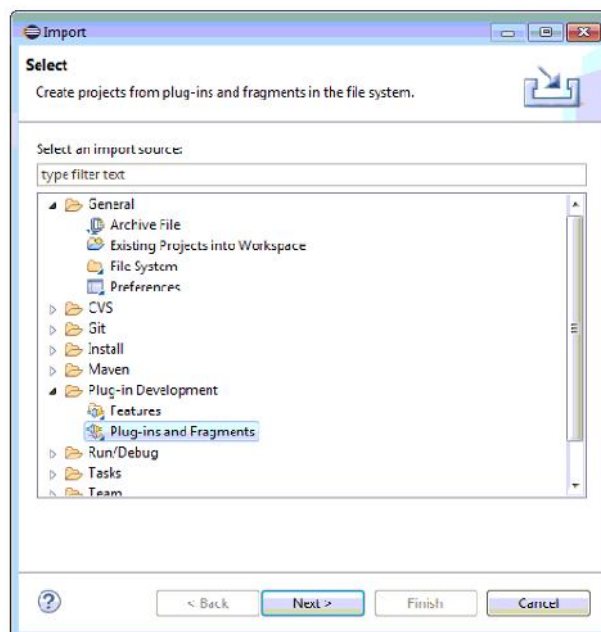 Import
Select
Create projects from plug-ins and fragments in the file system.
Select an import source:
type filter text
General
Archive File
Existing Projects into Workspace
File System
Preferences
CVS
Git
Install
Maven
Plug-in Development
Features
Plug-ins and Fragments
Run/Debug
Tasks
Team
< Back
Next >
Finish
Cancel